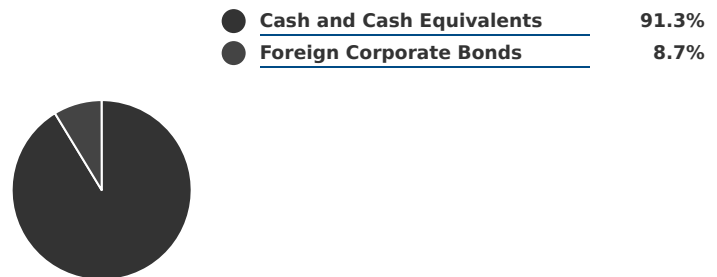 Cash and Cash Equivalents 91.3%
Foreign Corporate Bonds 8.7%